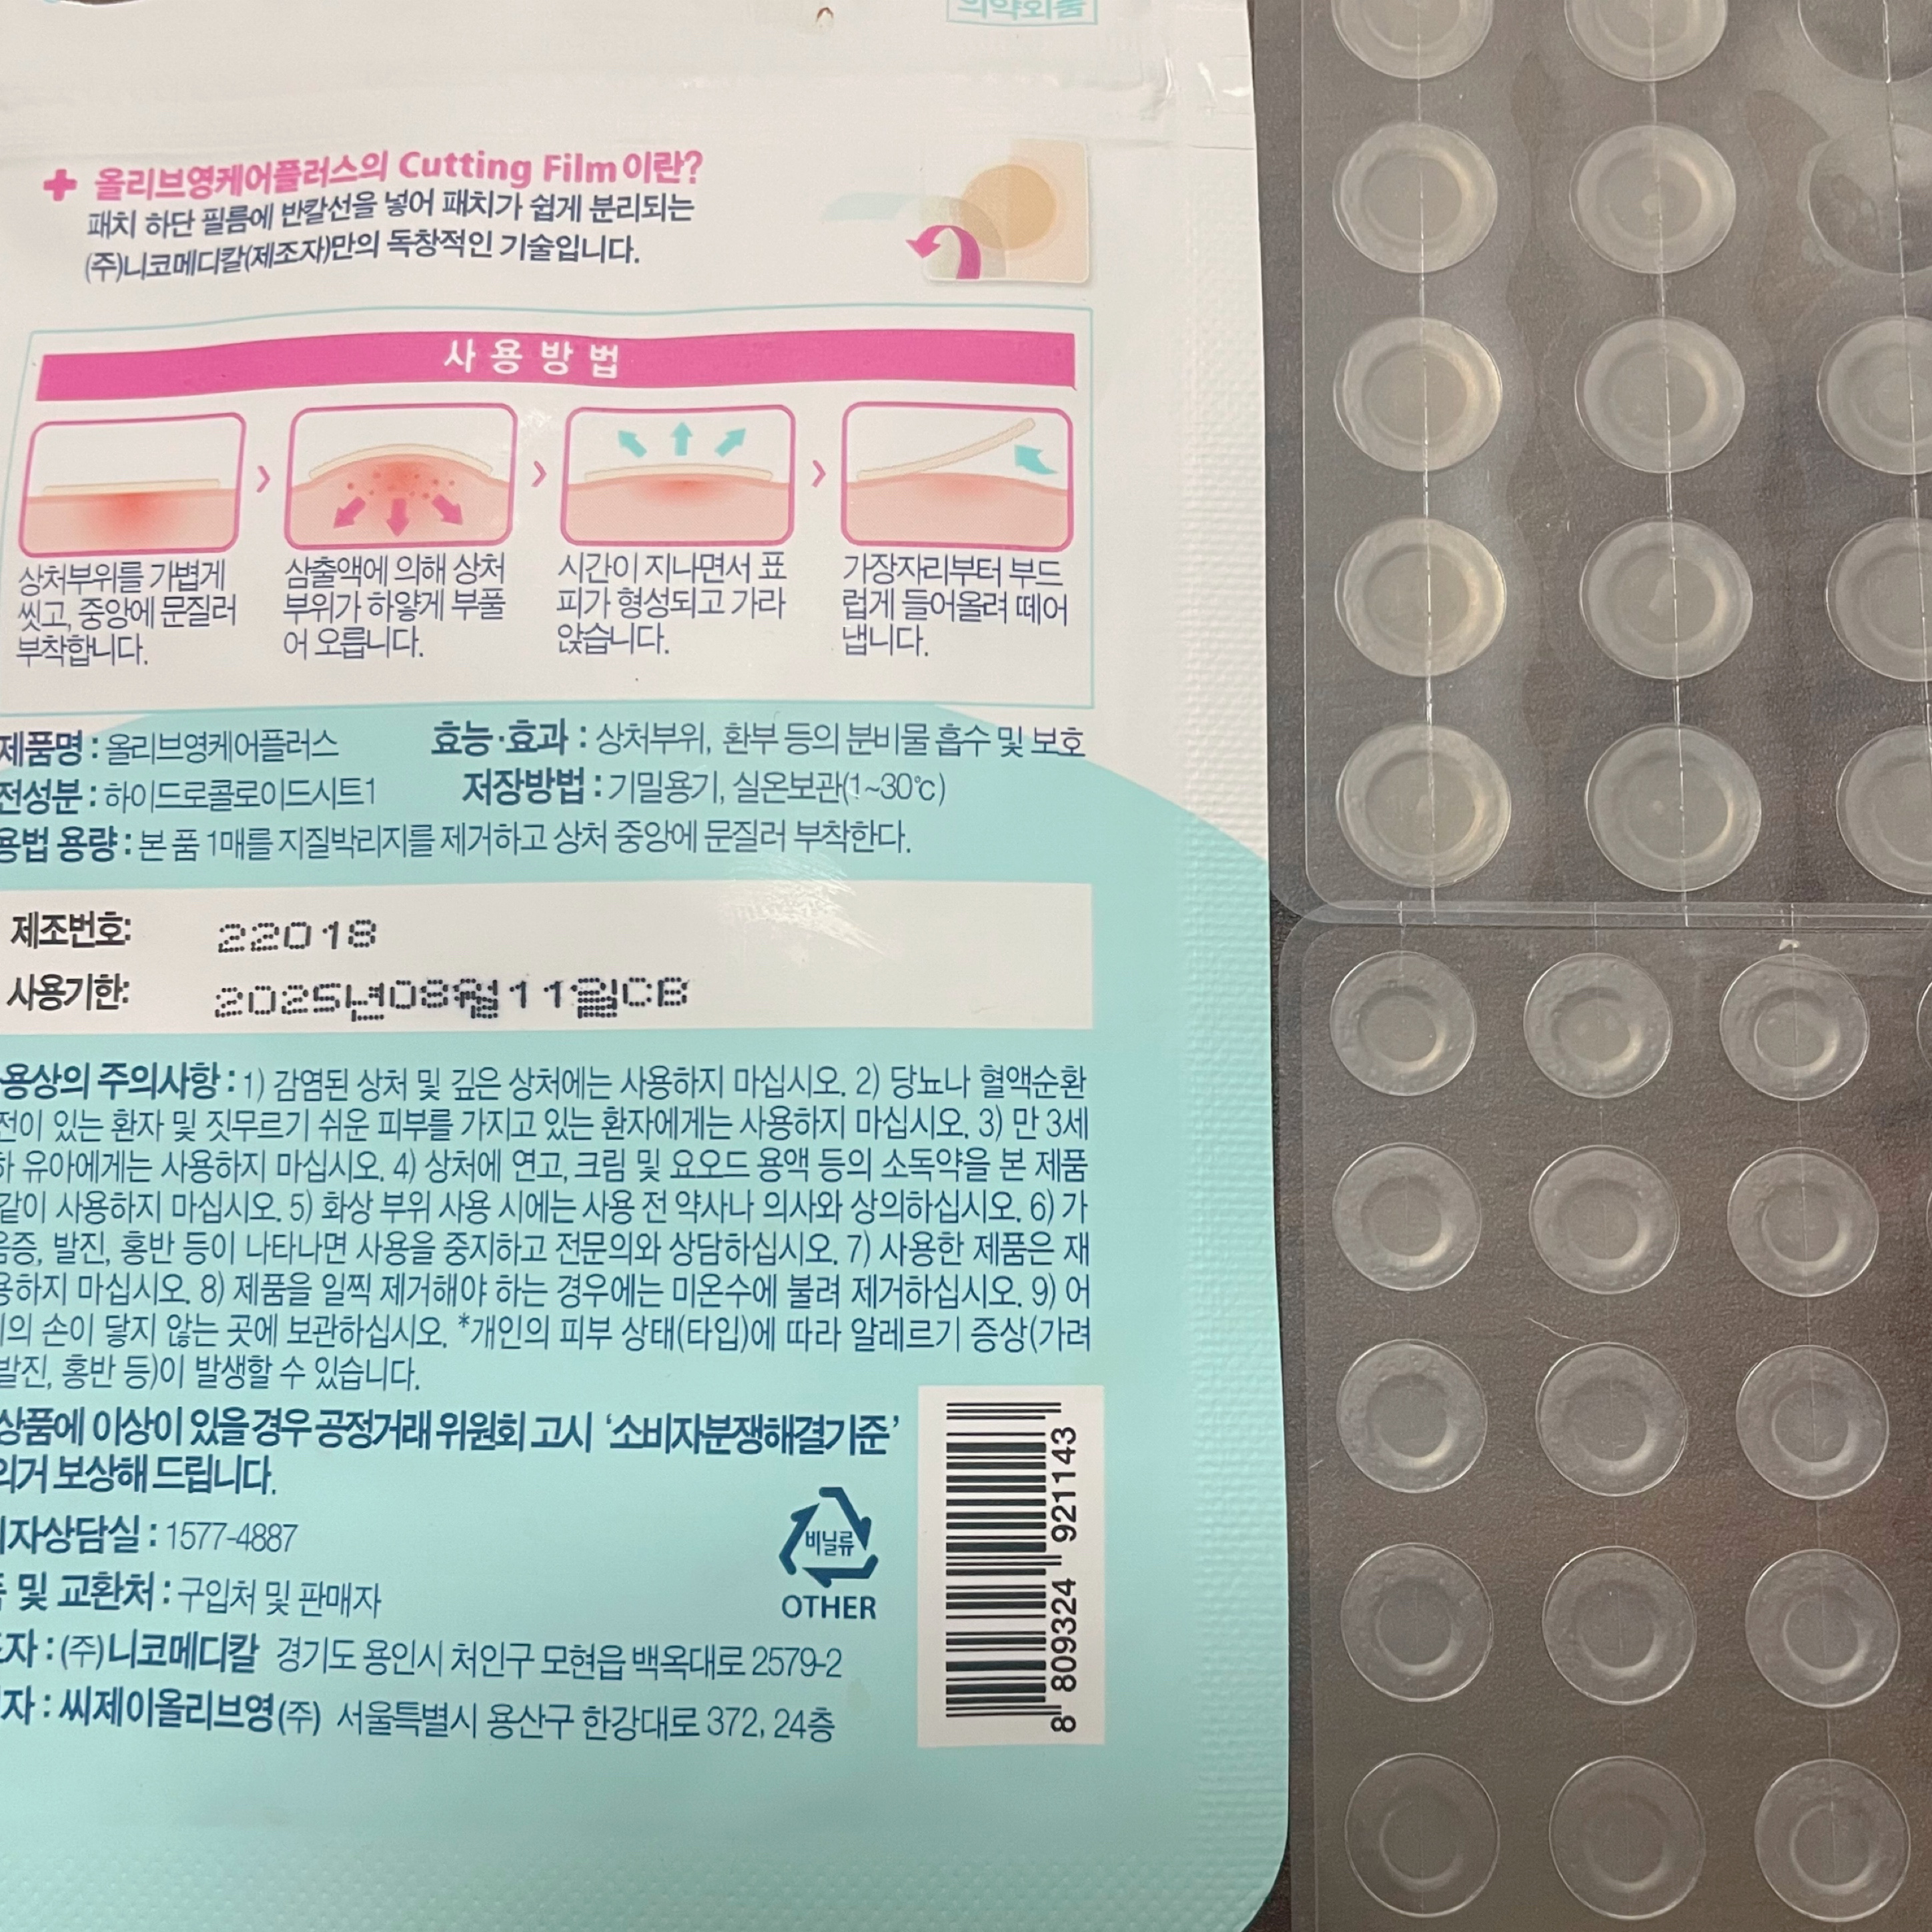 의약외품
+ 올리브영케어플러스의 Cutting Film이란?
패치 하단 필름에 반칼선을 넣어 패치가 쉽게 분리되는
(주)니코메디칼(제조자)만의 독창적인 기술입니다.
사용방법
상처부위를 가볍게
씻고, 중앙에 문질러
부착합니다.
삼출액에 의해 상처
부위가 하얗게 부풀
어 오릅니다.
시간이 지나면서 표
피가 형성되고 가라
앉습니다.
가장자리부터 부드
럽게 들어올려 떼어
냅니다.
제품명 : 올리브영케어플러스 효능·효과 : 상처부위, 환부 등의 분비물 흡수 및 보호
전성분 : 하이드로콜로이드시트1 저장방법 : 기밀용기, 실온보관(1~30℃)
용법 용량 : 본 품 1매를 지질박리지를 제거하고 상처 중앙에 문질러 부착한다.
제조번호: 22018
사용기한: 2025년08월11일CB
용상의 주의사항 : 1) 감염된 상처 및 깊은 상처에는 사용하지 마십시오. 2) 당뇨나 혈액순환
전이 있는 환자 및 짓무르기 쉬운 피부를 가지고 있는 환자에게는 사용하지 마십시오. 3) 만 3세
하 유아에게는 사용하지 마십시오. 4) 상처에 연고, 크림 및 요오드 용액 등의 소독약을 본 제품
같이 사용하지 마십시오. 5) 화상 부위 사용 시에는 사용 전 약사나 의사와 상의하십시오. 6) 가
음증, 발진, 홍반 등이 나타나면 사용을 중지하고 전문의와 상담하십시오. 7) 사용한 제품은 재
용하지 마십시오. 8) 제품을 일찍 제거해야 하는 경우에는 미온수에 불려 제거하십시오. 9) 어
의 손이 닿지 않는 곳에 보관하십시오. *개인의 피부 상태(타입)에 따라 알레르기 증상(가려
발진, 홍반 등)이 발생할 수 있습니다.
상품에 이상이 있을 경우 공정거래 위원회 고시 ‘소비자분쟁해결기준’
의거 보상해 드립니다.
자상담실 : 1577-4887
및 교환처 : 구입처 및 판매자
자 : (주)니코메디칼 경기도 용인시 처인구 모현읍 백옥대로 2579-2
자 : 씨제이올리브영(주) 서울특별시 용산구 한강대로 372, 24층
비닐류
OTHER
8 809324 921143